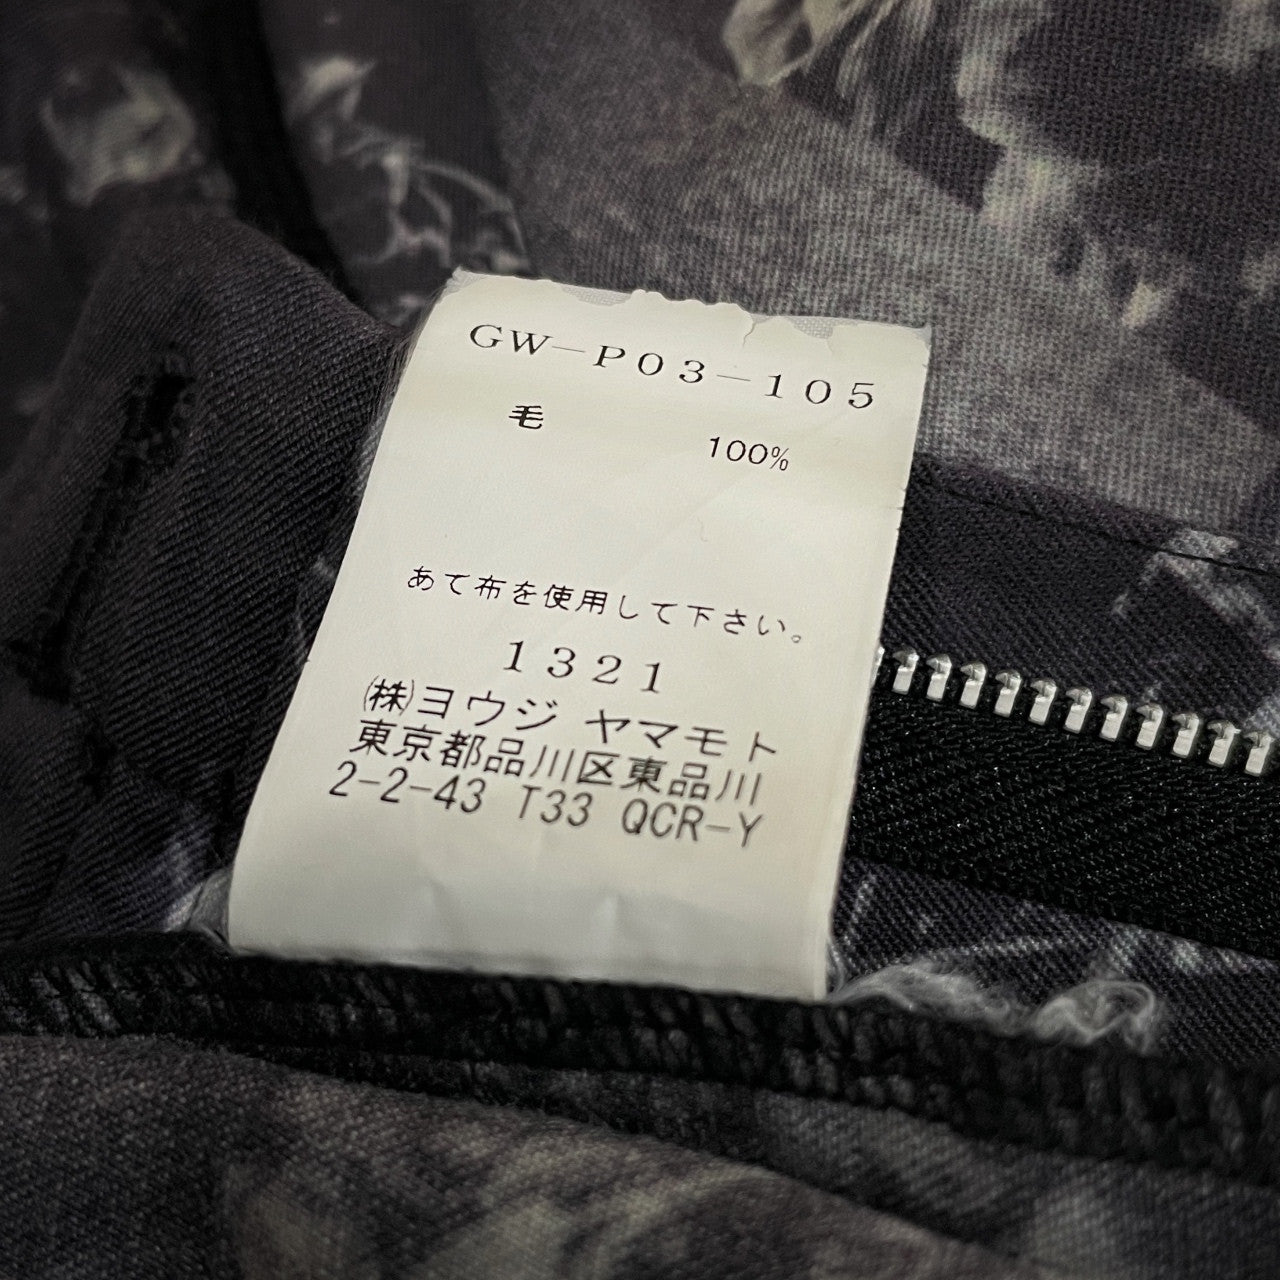 GW-P03-105
毛 100%
あて布を使用して下さい。
1321
㈱ヨウジ ヤマモト
東京都品川区東品川
2-2-43 T33 QCR-Y